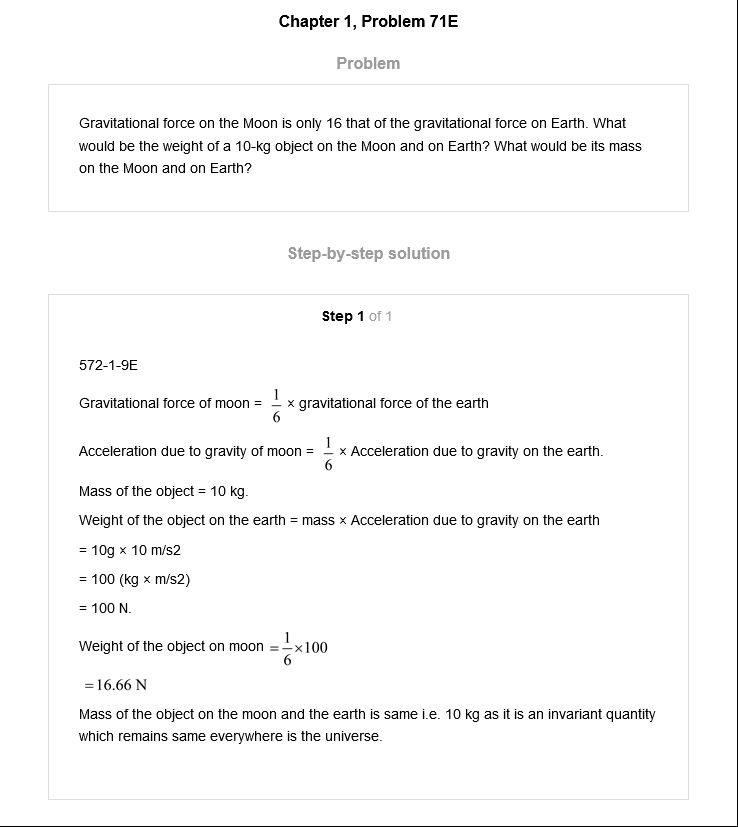 Chapter 1, Problem 71E
Problem
Gravitational force on the Moon is only 16 that of the gravitational force on Earth. What
would be the weight of a 10-kg object on the Moon and on Earth? What would be its mass
on the Moon and on Earth?
Step-by-step solution
Step 1 of 1
572-1-9E
Gravitational force of moon = 1/6 × gravitational force of the earth
Acceleration due to gravity of moon = 1/6 × Acceleration due to gravity on the earth.
Mass of the object = 10 kg.
Weight of the object on the earth = mass × Acceleration due to gravity on the earth
= 10g × 10 m/s2
= 100 (kg × m/s2)
= 100 N.
Weight of the object on moon = 1/6 ×100
= 16.66 N
Mass of the object on the moon and the earth is same i.e. 10 kg as it is an invariant quantity
which remains same everywhere is the universe.